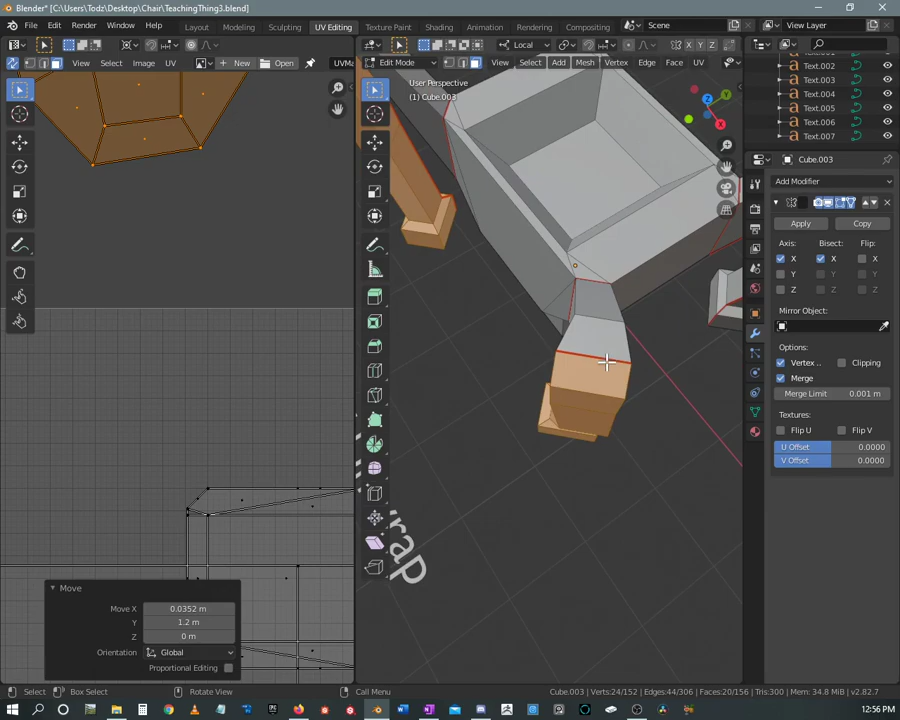 Blender* [C:\Users\Todz\Desktop\Chair\TeachingThing3.blend]
File Edit Render Window Help Layout Modeling Sculpting UV Editing Texture Paint Shading Animation Rendering Compositing Scene View Layer
View Select Image UV New Open UVMa
Local
Edit Mode View Select Add Mesh Vertex Edge Face UV
User Perspective
(1) Cube.003
Text.002
Text.003
Text.004
Text.005
Text.006
Text.007
Cube.003
Add Modifier
Apply Copy
Axis: Bisect: Flip:
X X X
Y Y Y
Z Z Z
Mirror Object:
Options:
Vertex .. Clipping
Merge
Merge Limit 0.001 m
Textures:
Flip U Flip V
U Offset 0.0000
V Offset 0.0000
rap
Move
Move X 0.0352 m
Y 1.2 m
Z 0 m
Orientation Global
Proportional Editing
Select Box Select Rotate View Call Menu Cube.003 | Verts:24/152 | Edges:44/306 | Faces:20/156 | Tris:300 | Mem: 34.8 MiB | v2.82.7
12:56 PM